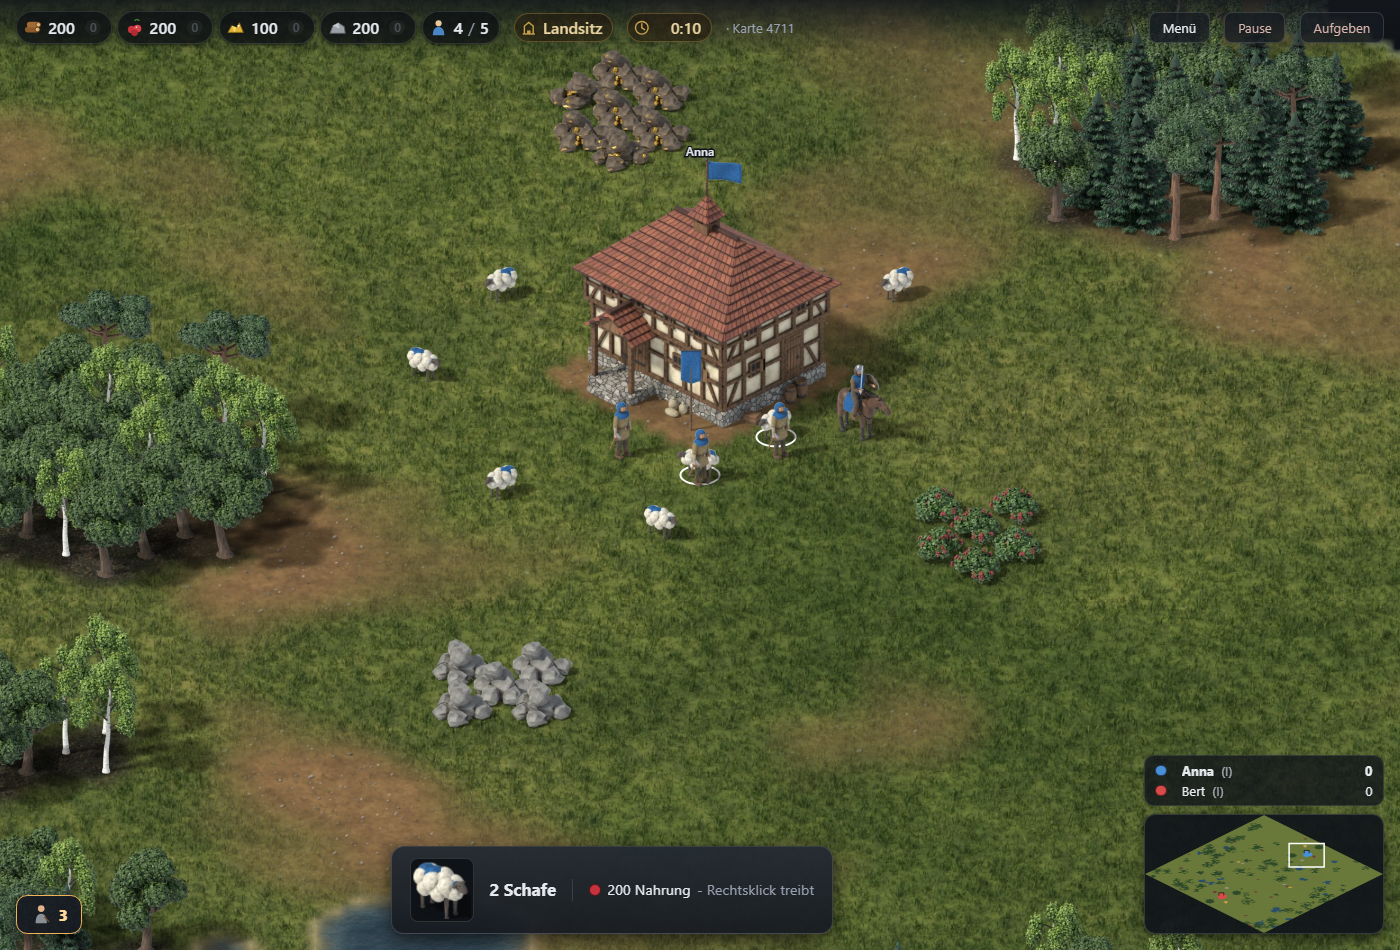 200 0 200 0 100 0 200 0 4 / 5 Landsitz 0:10 · Karte 4711 Menü Pause Aufgeben
Anna
Anna (I) 0
Bert (I) 0
2 Schafe 200 Nahrung - Rechtsklick treibt
3